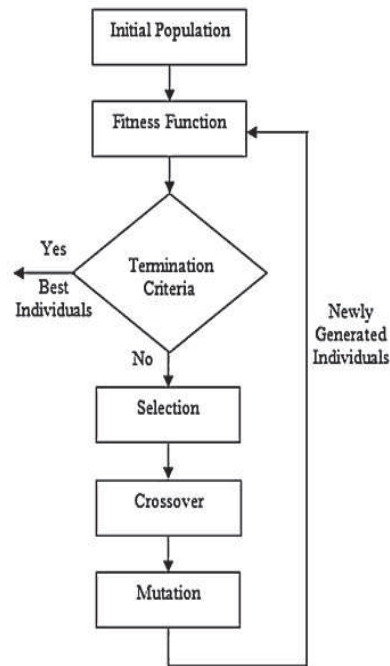 Initial Population
Fitness Function
Yes
Termination
Criteria
Best
Individuals
Newly
Generated
Individuals
No
Selection
Crossover
Mutation